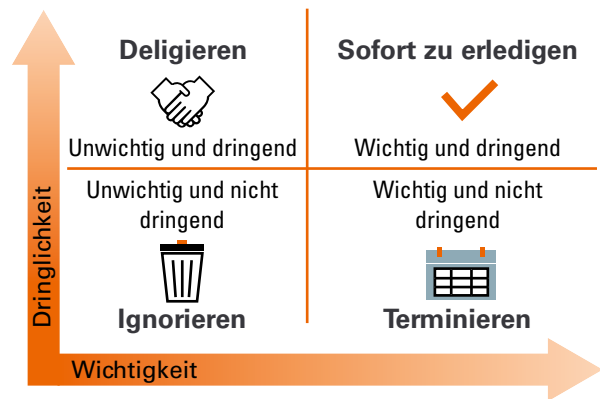 Deligieren
Sofort zu erledigen
Unwichtig und dringend
Wichtig und dringend
Unwichtig und nicht
dringend
Wichtig und nicht
dringend
Ignorieren
Terminieren
Dringlichkeit
Wichtigkeit